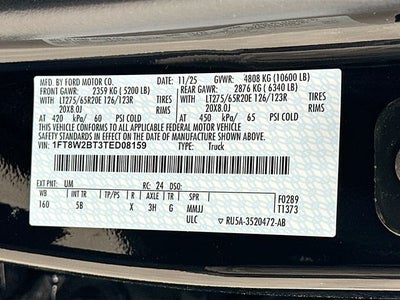 MFD. BY FORD MOTOR CO. 11/25 GVWR: 4808 KG (10600 LB)
FRONT GAWR: 2359 KG (5200 LB) REAR GAWR: 2876 KG (6340 LB)
WITH LT275/65R20E 126/123R TIRES WITH LT275/65R20E 126/123R TIRES
20X8.0J RIMS 20X8.0J RIMS
AT 420 kPa/ 60 PSI COLD AT 450 kPa/ 65 PSI COLD
THIS VEHICLE CONFORMS TO ALL APPLICABLE FEDERAL MOTOR VEHICLE
SAFETY STANDARDS IN EFFECT ON THE DATE OF MANUFACTURE SHOWN ABOVE.
VIN: 1FT8W2BT3TED08159 TYPE: Truck
EXT PNT: UM RC: 24 DSO:
WB TP/PS R AXLE TR SPR F0289
160 5B X 3H G MMJJ T1373
ULC RU5A-3520472-AB